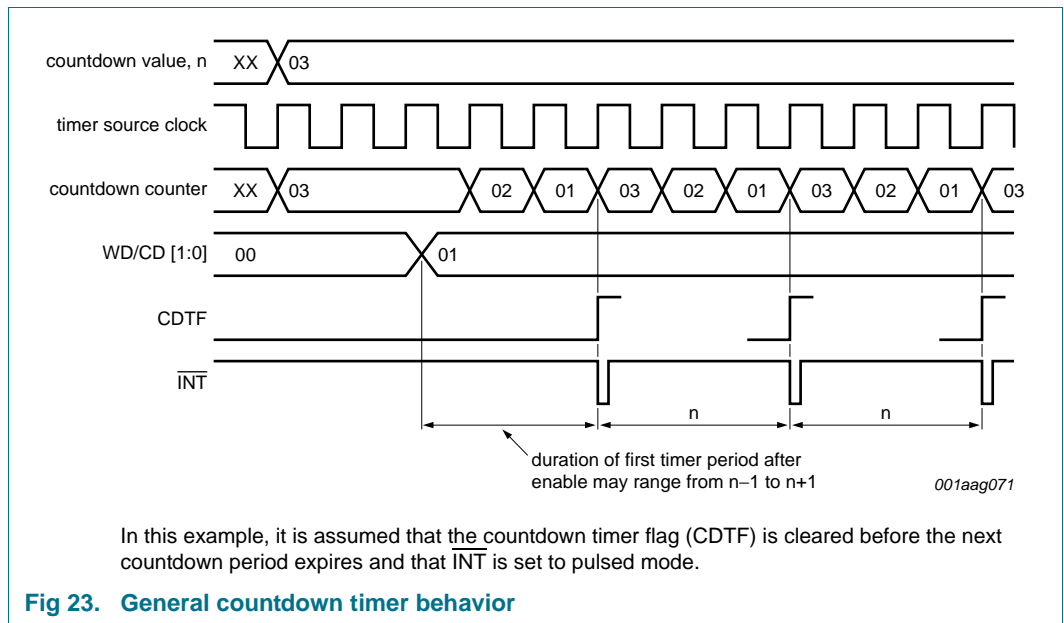 countdown value, n XX 03
timer source clock
countdown counter XX 03 02 01 03 02 01 03 02 01 03
WD/CD [1:0] 00 01
CDTF
INT
n n
duration of first timer period after
enable may range from n−1 to n+1
001aag071
In this example, it is assumed that the countdown timer flag (CDTF) is cleared before the next
countdown period expires and that INT is set to pulsed mode.
Fig 23. General countdown timer behavior